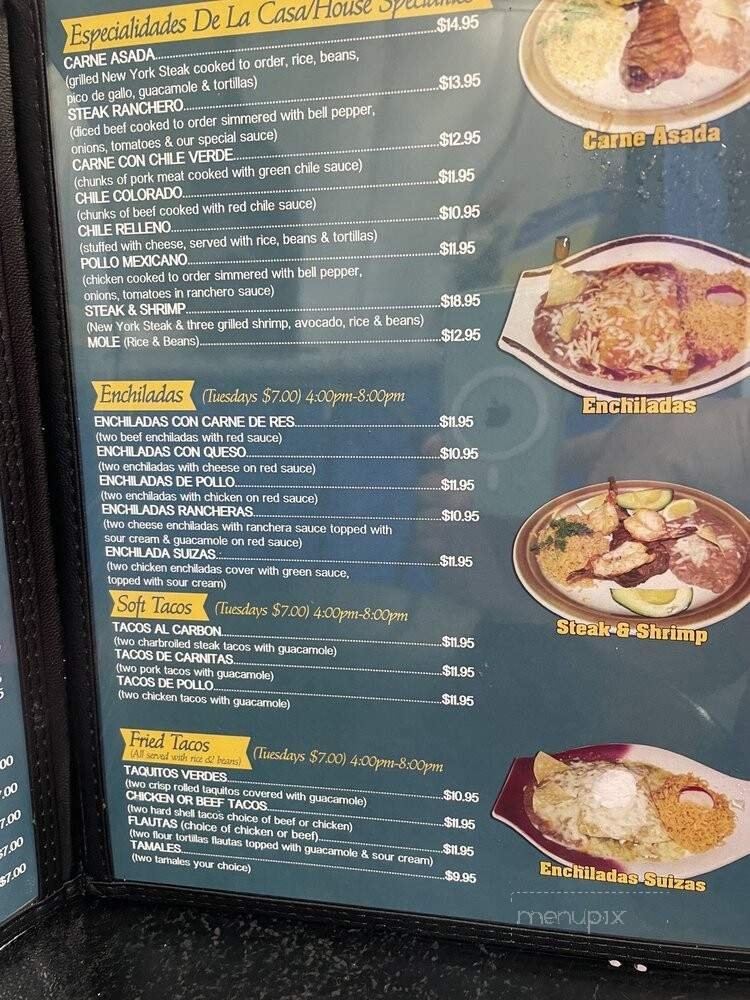 Especialidades De La Casa/House Specialties
CARNE ASADA $14.95
(grilled New York Steak cooked to order, rice, beans,
pico de gallo, guacamole & tortillas)
STEAK RANCHERO $13.95
(diced beef cooked to order simmered with bell pepper,
onions, tomatoes & our special sauce)
CARNE CON CHILE VERDE $12.95
(chunks of pork meat cooked with green chile sauce)
CHILE COLORADO $11.95
(chunks of beef cooked with red chile sauce)
CHILE RELLENO $10.95
(stuffed with cheese, served with rice, beans & tortillas)
POLLO MEXICANO $11.95
(chicken cooked to order simmered with bell pepper,
onions, tomatoes in ranchero sauce)
STEAK & SHRIMP $18.95
(New York Steak & three grilled shrimp, avocado, rice & beans)
MOLE (Rice & Beans) $12.95
Enchiladas (Tuesdays $7.00) 4:00pm-8:00pm
ENCHILADAS CON CARNE DE RES $11.95
(two beef enchiladas with red sauce)
ENCHILADAS CON QUESO $10.95
(two enchiladas with cheese on red sauce)
ENCHILADAS DE POLLO $11.95
(two enchiladas with chicken on red sauce)
ENCHILADAS RANCHERAS $10.95
(two cheese enchiladas with ranchera sauce topped with
sour cream & guacamole on red sauce)
ENCHILADA SUIZAS $11.95
(two chicken enchiladas cover with green sauce,
topped with sour cream)
Soft Tacos (Tuesdays $7.00) 4:00pm-8:00pm
TACOS AL CARBON $11.95
(two charbroiled steak tacos with guacamole)
TACOS DE CARNITAS $11.95
(two pork tacos with guacamole)
TACOS DE POLLO $11.95
(two chicken tacos with guacamole)
Fried Tacos (Tuesdays $7.00) 4:00pm-8:00pm
(All served with rice & beans)
TAQUITOS VERDES $10.95
(two crisp rolled taquitos covered with guacamole)
CHICKEN OR BEEF TACOS $11.95
(two hard shell tacos choice of beef or chicken)
FLAUTAS (choice of chicken or beef) $11.95
(two flour tortillas flautas topped with guacamole & sour cream)
TAMALES $9.95
(two tamales your choice)
Carne Asada
Enchiladas
Steak & Shrimp
Enchiladas Suizas
menupix